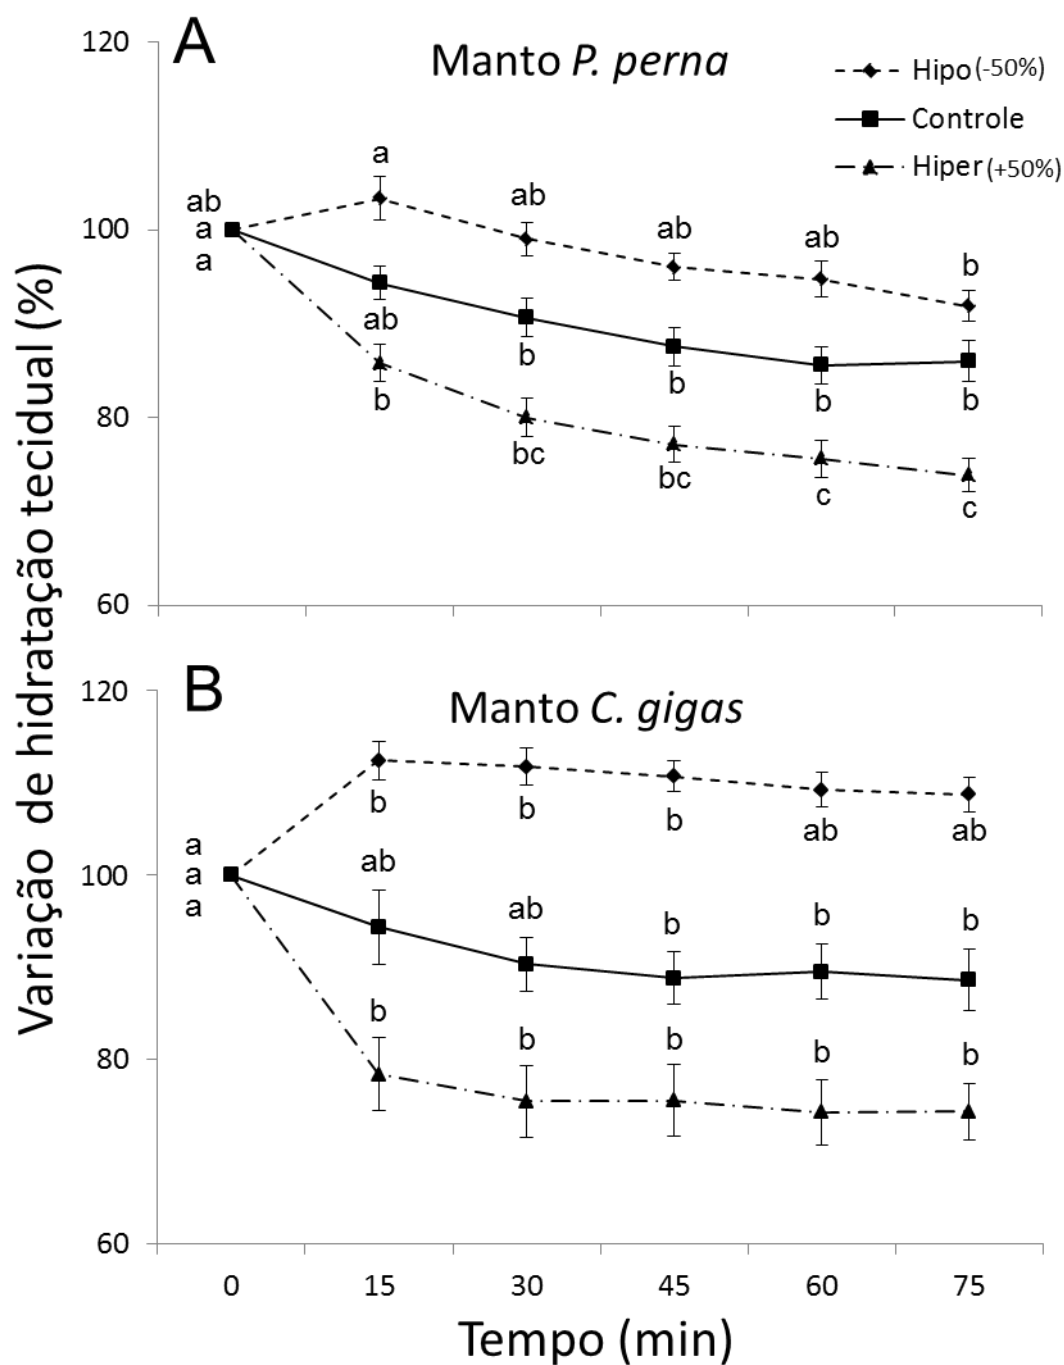 Variação de hidratação tecidual (%)
A
Manto P. perna
Hipo (-50%)
Controle
Hiper (+50%)
120
100
80
60
ab
a
a
a
ab
ab
ab
b
ab
b
b
b
b
b
bc
bc
c
c
B
Manto C. gigas
120
100
80
60
a
a
a
b
b
b
ab
ab
ab
ab
b
b
b
b
b
b
b
b
0 15 30 45 60 75
Tempo (min)